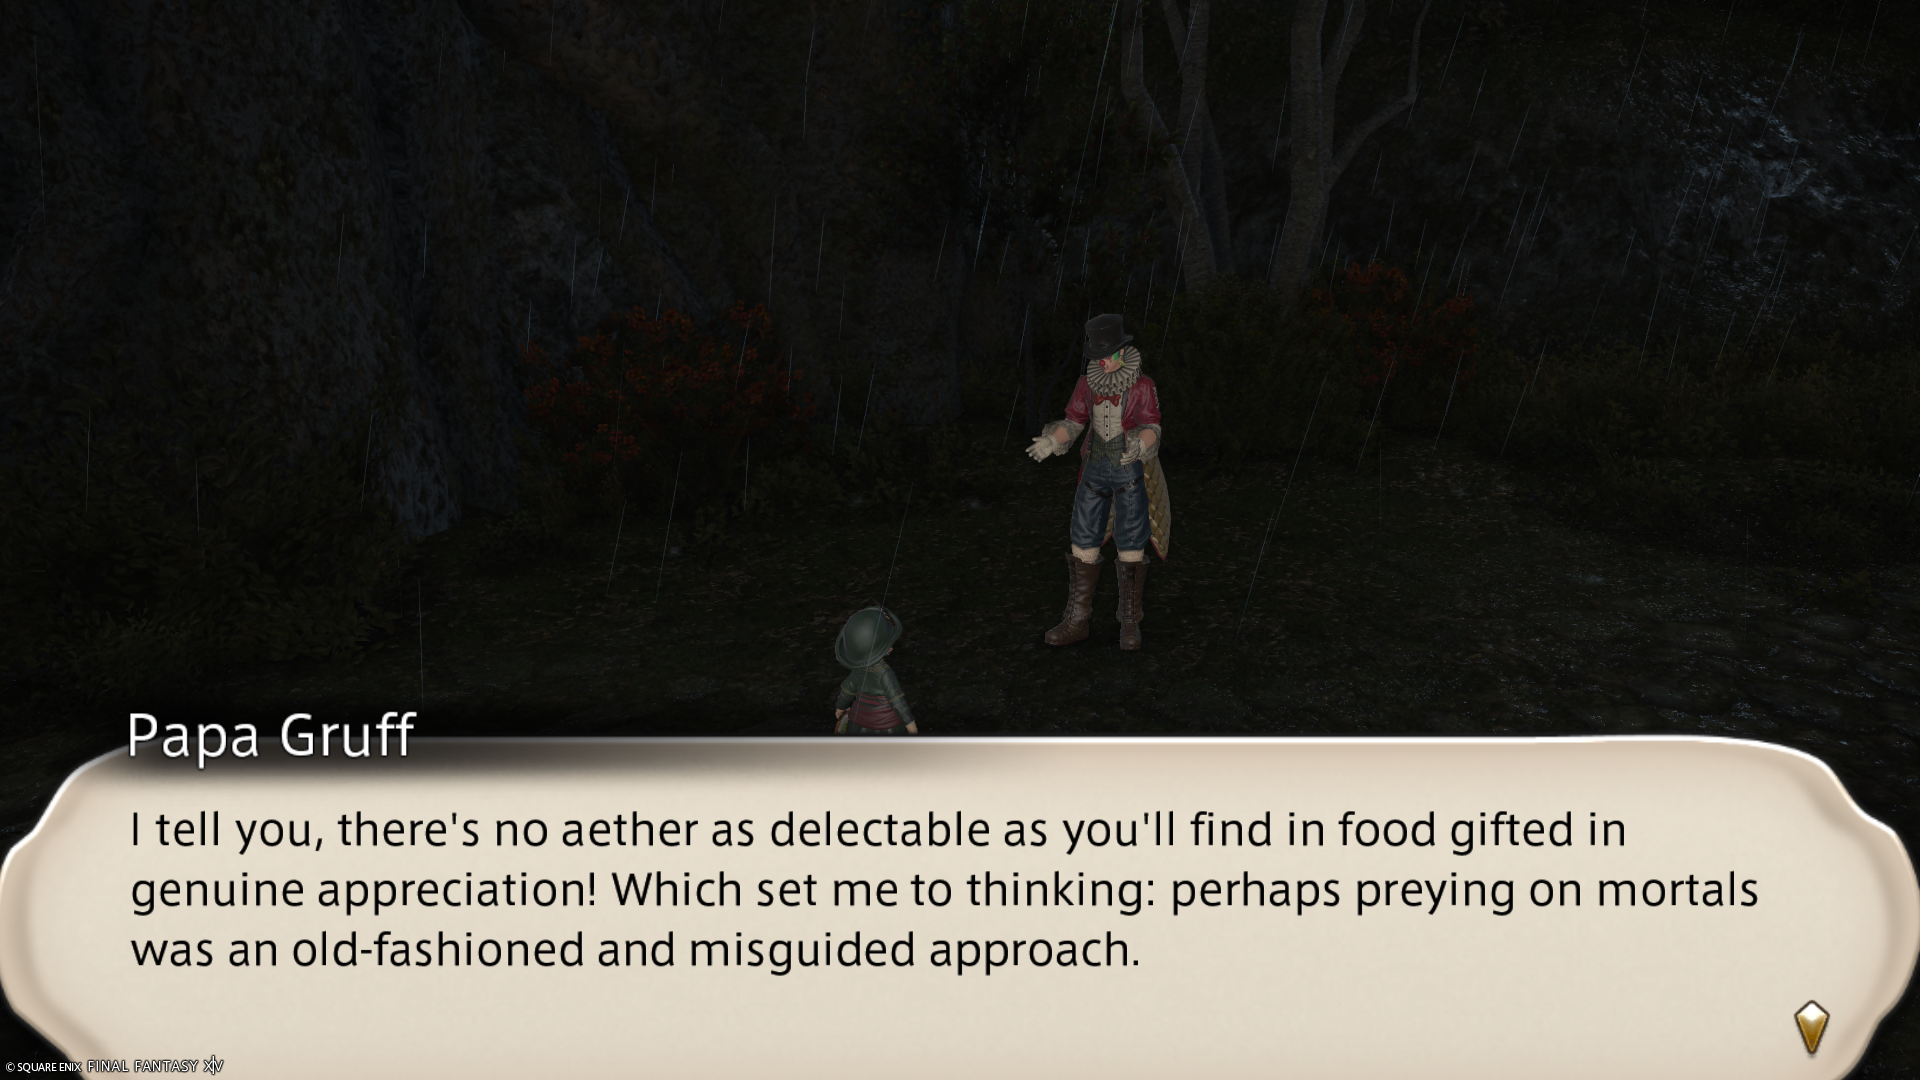 Papa Gruff
I tell you, there's no aether as delectable as you'll find in food gifted in
genuine appreciation! Which set me to thinking: perhaps preying on mortals
was an old-fashioned and misguided approach.
© SQUARE ENIX FINAL FANTASY XIV